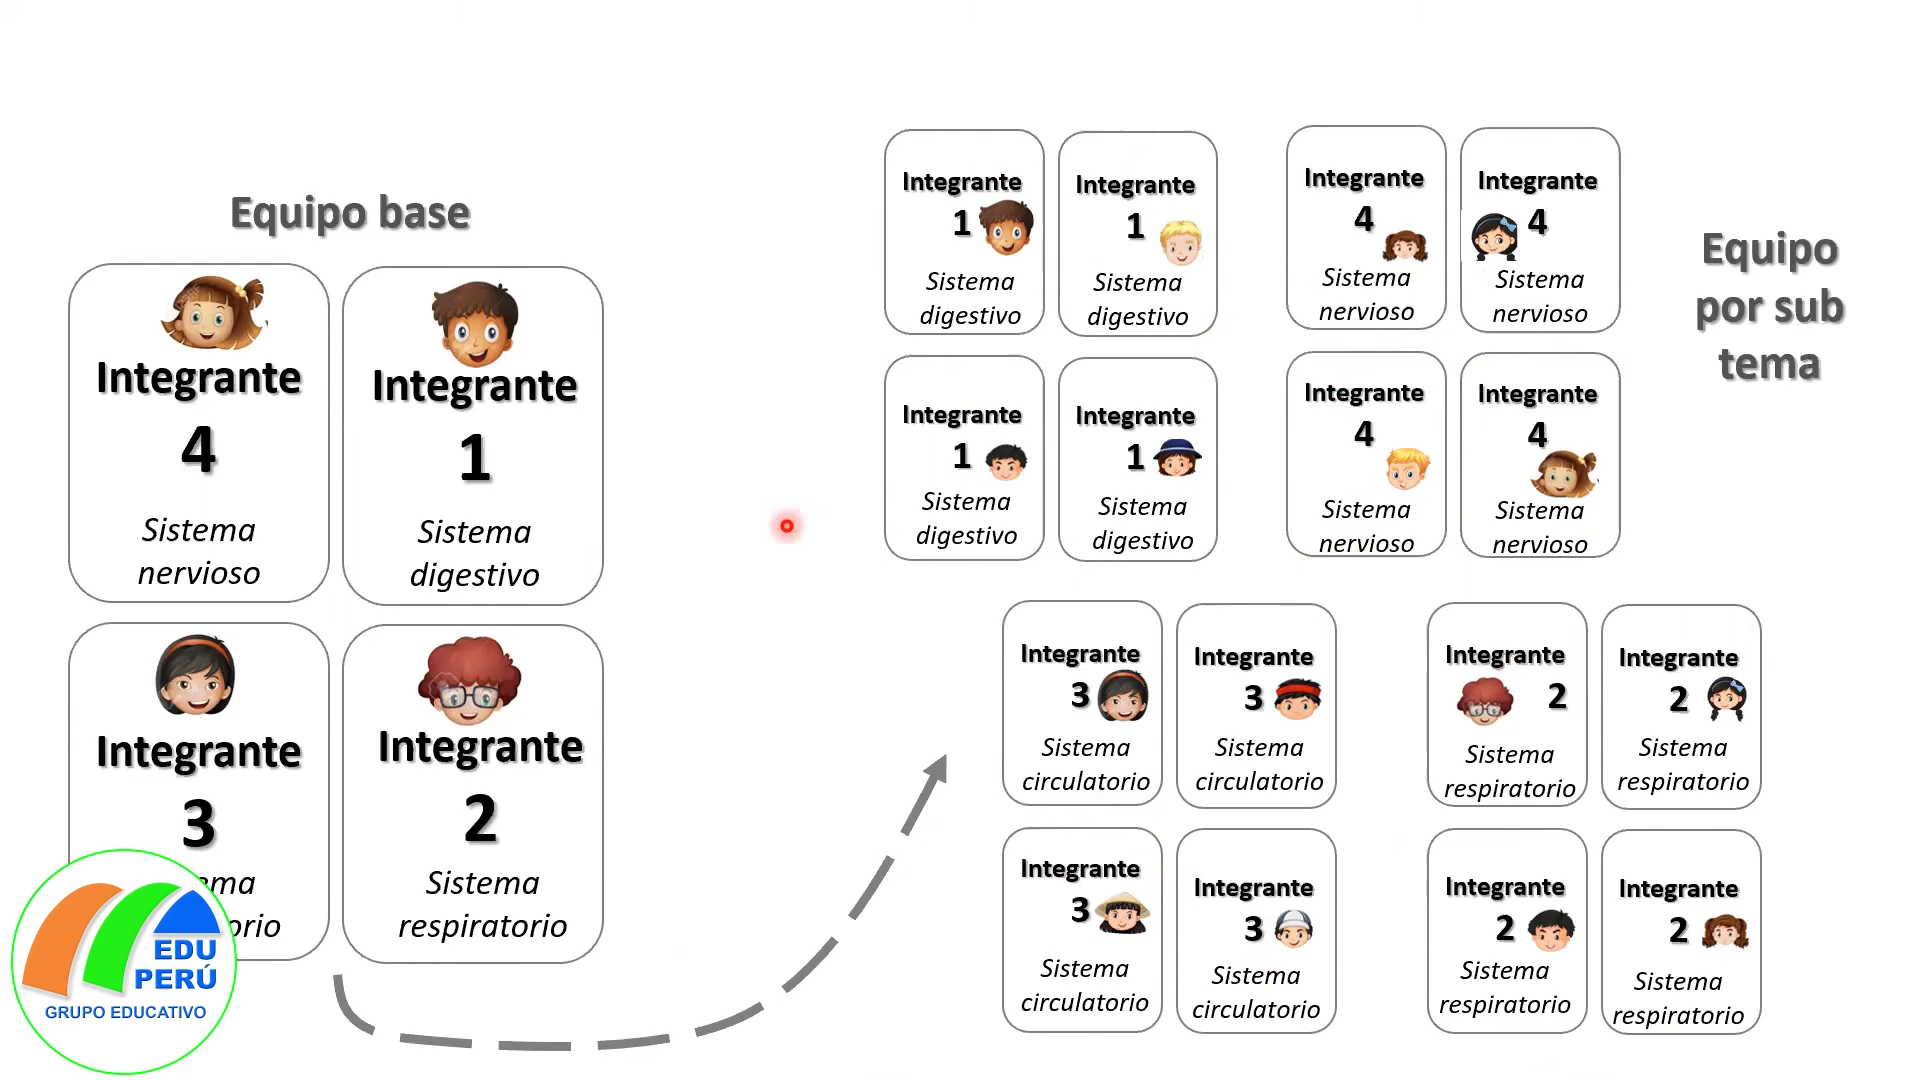 Equipo base
Integrante
4
Sistema
nervioso
Integrante
1
Sistema
digestivo
Integrante
3
Integrante
2
Sistema
respiratorio
EDU
PERÚ
GRUPO EDUCATIVO
Integrante
1
Sistema
digestivo
Integrante
1
Sistema
digestivo
Integrante
1
Sistema
digestivo
Integrante
1
Sistema
digestivo
Integrante
4
Sistema
nervioso
Integrante
4
Sistema
nervioso
Integrante
4
Sistema
nervioso
Integrante
4
Sistema
nervioso
Equipo
por sub
tema
Integrante
3
Sistema
circulatorio
Integrante
3
Sistema
circulatorio
Integrante
3
Sistema
circulatorio
Integrante
3
Sistema
circulatorio
Integrante
2
Sistema
respiratorio
Integrante
2
Sistema
respiratorio
Integrante
2
Sistema
respiratorio
Integrante
2
Sistema
respiratorio